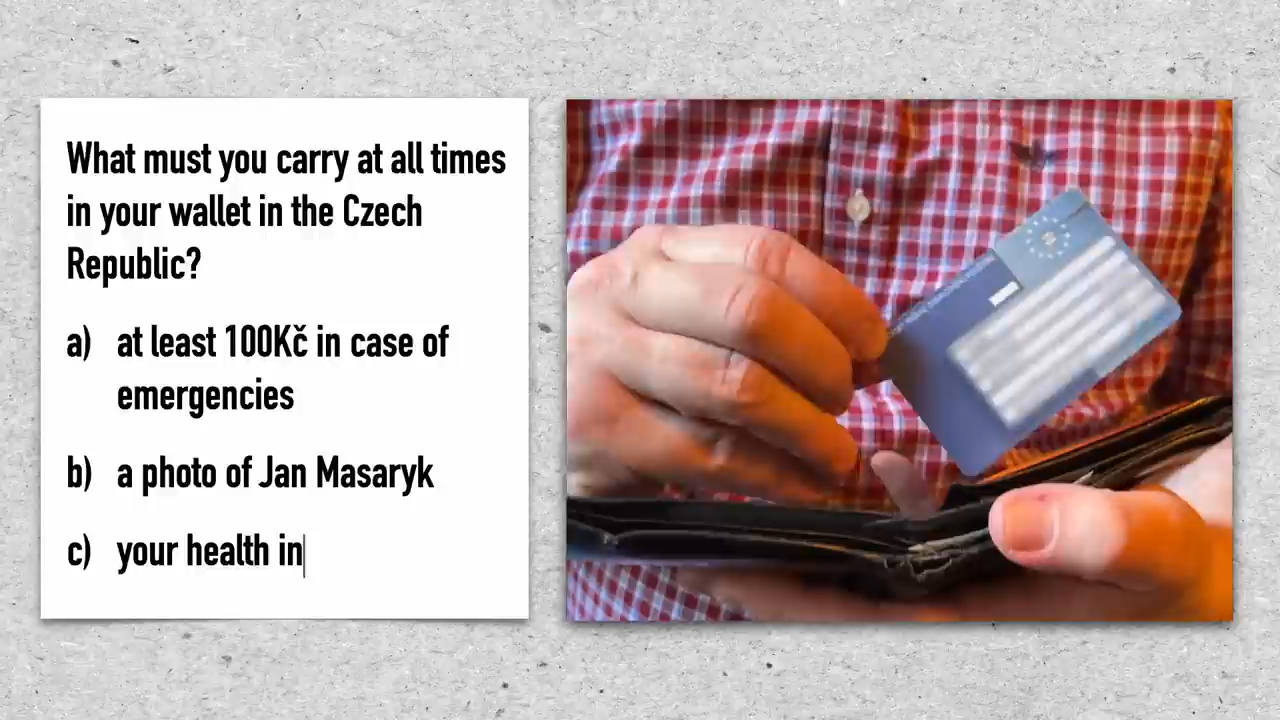 What must you carry at all times
in your wallet in the Czech
Republic?
a) at least 100Kč in case of
emergencies
b) a photo of Jan Masaryk
c) your health in